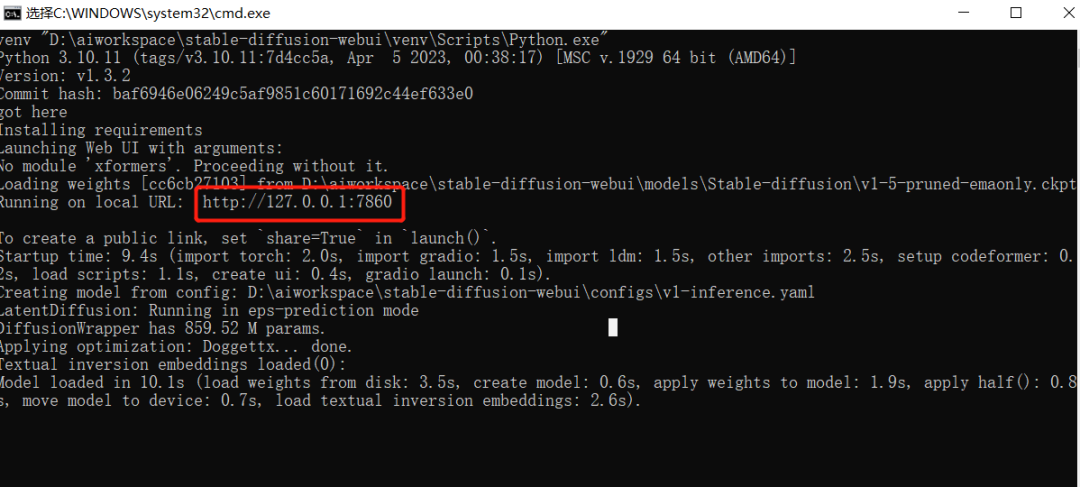 选择C:\WINDOWS\system32\cmd.exe
venv "D:\aiworkspace\stable-diffusion-webui\venv\Scripts\Python.exe"
Python 3.10.11 (tags/v3.10.11:7d4cc5a, Apr  5 2023, 00:38:17) [MSC v.1929 64 bit (AMD64)]
Version: v1.3.2
Commit hash: baf6946e06249c5af9851c60171692c44ef633e0
got here
Installing requirements
Launching Web UI with arguments:
No module 'xformers'. Proceeding without it.
Loading weights [cc6cb27103] from D:\aiworkspace\stable-diffusion-webui\models\Stable-diffusion\v1-5-pruned-emaonly.ckpt
Running on local URL:  http://127.0.0.1:7860
To create a public link, set `share=True` in `launch()`.
Startup time: 9.4s (import torch: 2.0s, import gradio: 1.5s, import ldm: 1.5s, other imports: 2.5s, setup codeformer: 0.
2s, load scripts: 1.1s, create ui: 0.4s, gradio launch: 0.1s).
Creating model from config: D:\aiworkspace\stable-diffusion-webui\configs\v1-inference.yaml
LatentDiffusion: Running in eps-prediction mode
DiffusionWrapper has 859.52 M params.
Applying optimization: Doggettx... done.
Textual inversion embeddings loaded(0):
Model loaded in 10.1s (load weights from disk: 3.5s, create model: 0.6s, apply weights to model: 1.9s, apply half(): 0.8
s, move model to device: 0.7s, load textual inversion embeddings: 2.6s).